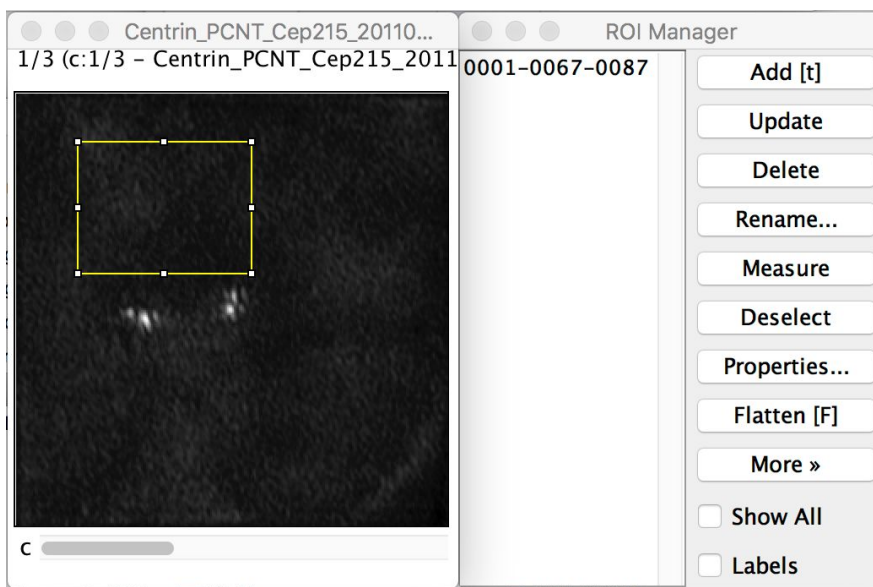 Centrin_PCNT_Cep215_20110...
1/3 (c:1/3 - Centrin_PCNT_Cep215_2011
c
ROI Manager
0001-0067-0087
Add [t]
Update
Delete
Rename...
Measure
Deselect
Properties...
Flatten [F]
More »
Show All
Labels